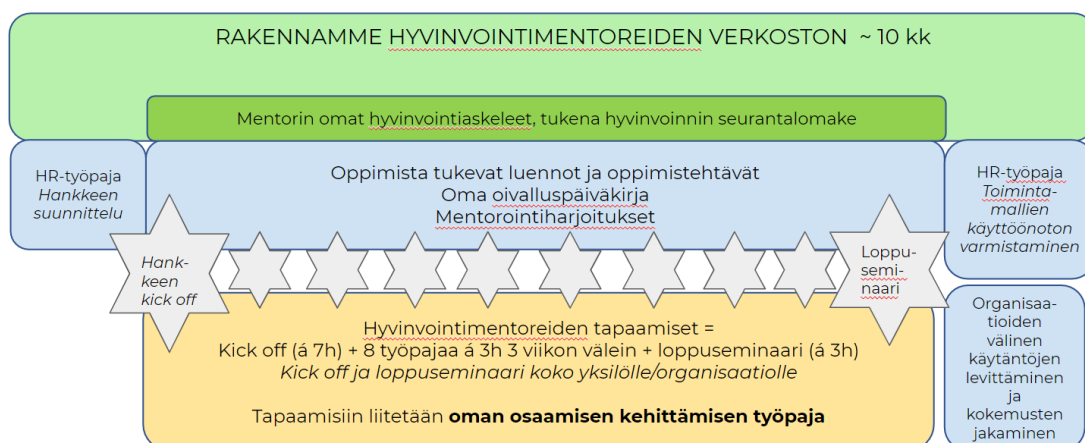 RAKENNAMME HYVINVOINTIMENTOREIDEN VERKOSTON ~ 10 kk
Mentorin omat hyvinvointiaskeleet, tukena hyvinvoinnin seurantalomake
HR-työpaja
Hankkeen
suunnittelu
Oppimista tukevat luennot ja oppimistehtävät
Oma oivalluspäiväkirja
Mentorointiharjoitukset
HR-työpaja
Toiminta-
mallien
käyttöönoton
varmistaminen
Hank-
keen
kick off
Loppu-
semi-
naari
Hyvinvointimentoreiden tapaamiset =
Kick off (á 7h) + 8 työpajaa á 3h 3 viikon välein + loppuseminaari (á 3h)
Kick off ja loppuseminaari koko yksilölle/organisaatiolle
Tapaamisiin liitetään oman osaamisen kehittämisen työpaja
Organisaa-
tioiden
välinen
käytäntöjen
levittäminen
ja
kokemusten
jakaminen